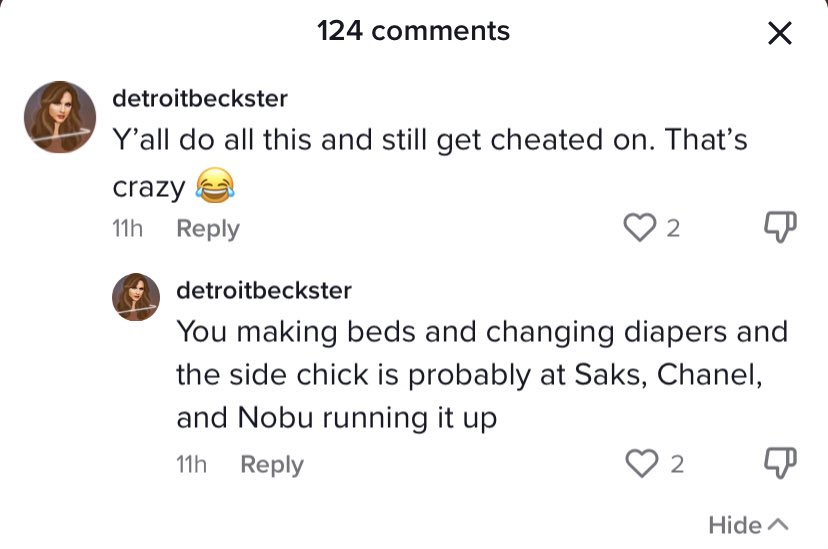 124 comments
detroitbeckster
Y’all do all this and still get cheated on. That’s
crazy 😂
11h Reply 2
detroitbeckster
You making beds and changing diapers and
the side chick is probably at Saks, Chanel,
and Nobu running it up
11h Reply 2
Hide